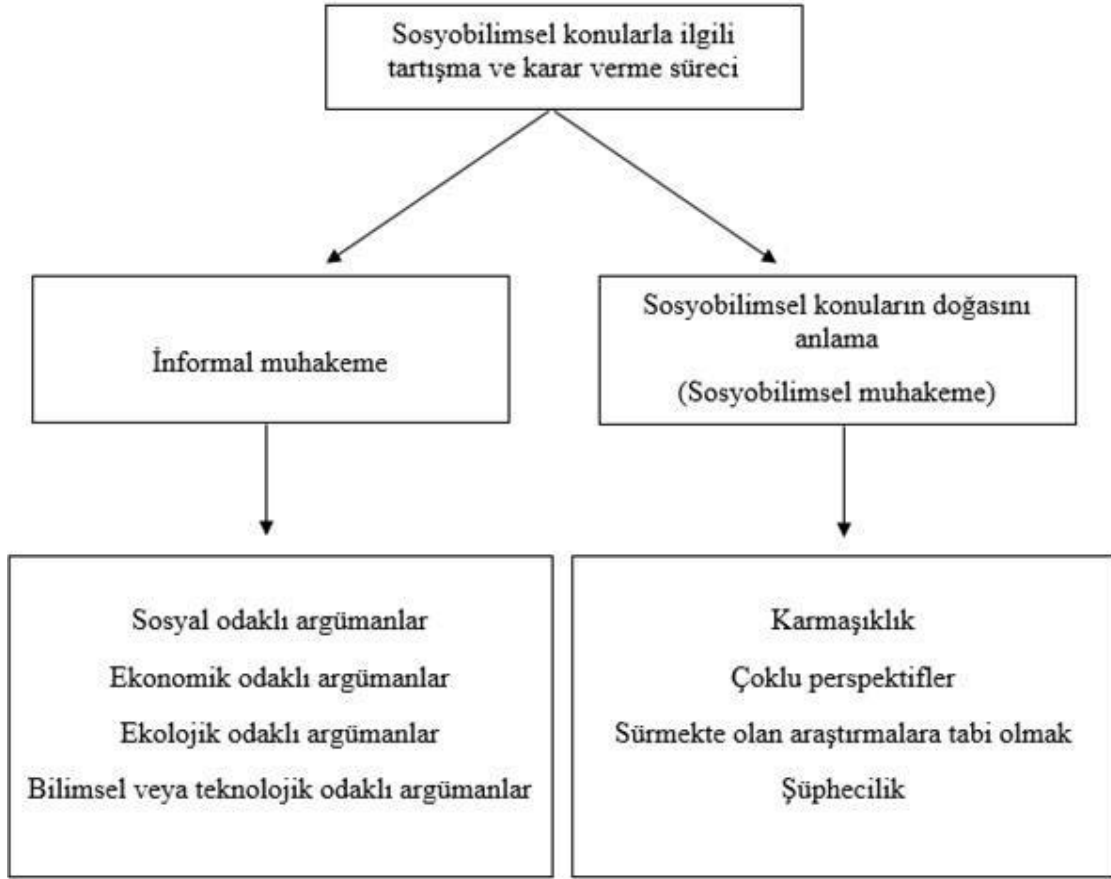 Sosyobilimsel konularla ilgili
tartışma ve karar verme süreci
İnformal muhakeme
Sosyobilimsel konuların doğasını
anlama
(Sosyobilimsel muhakeme)
Sosyal odaklı argümanlar
Ekonomik odaklı argümanlar
Ekolojik odaklı argümanlar
Bilimsel veya teknolojik odaklı argümanlar
Karmaşıklık
Çoklu perspektifler
Sürmekte olan araştırmalara tabi olmak
Şüphecilik